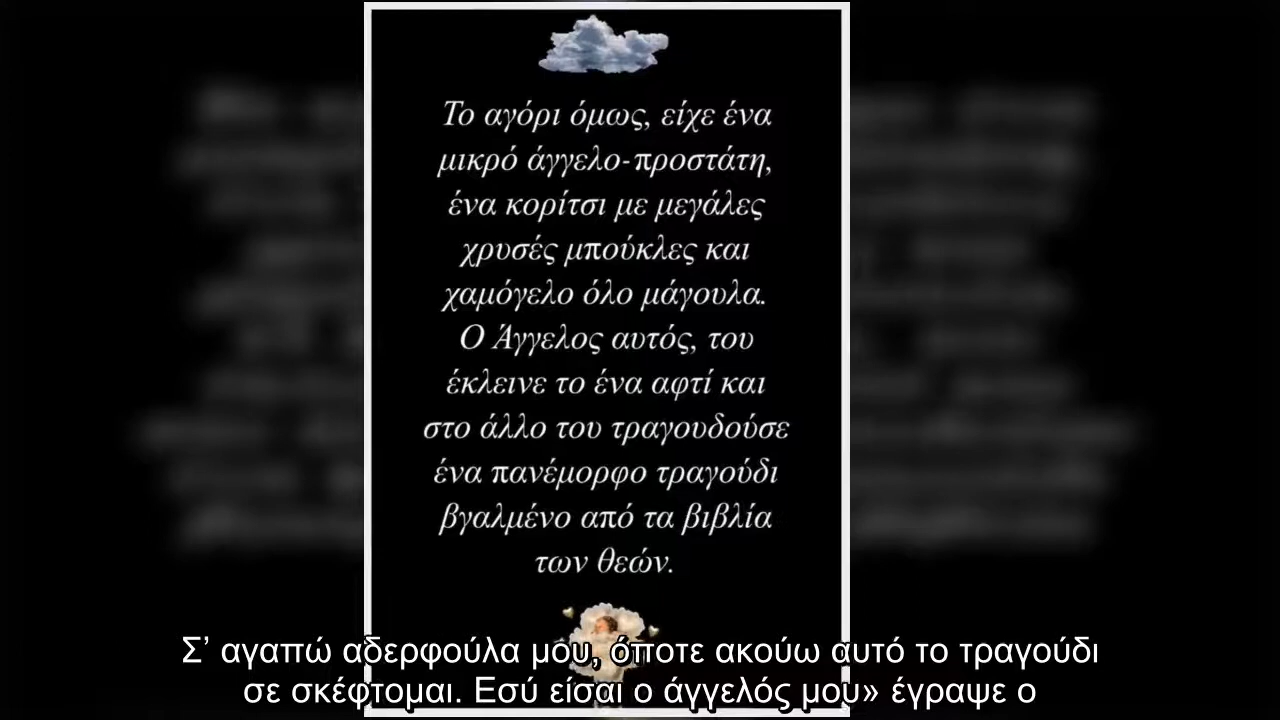 Το αγόρι όμως, είχε ένα
μικρό άγγελο-προστάτη,
ένα κορίτσι με μεγάλες
χρυσές μπούκλες και
χαμόγελο όλο μάγουλα.
Ο Άγγελος αυτός, του
έκλεινε το ένα αφτί και
στο άλλο του τραγουδούσε
ένα πανέμορφο τραγούδι
βγαλμένο από τα βιβλία
των θεών.
Σ’ αγαπώ αδερφούλα μου, όποτε ακούω αυτό το τραγούδι
σε σκέφτομαι. Εσύ είσαι ο άγγελός μου» έγραψε ο